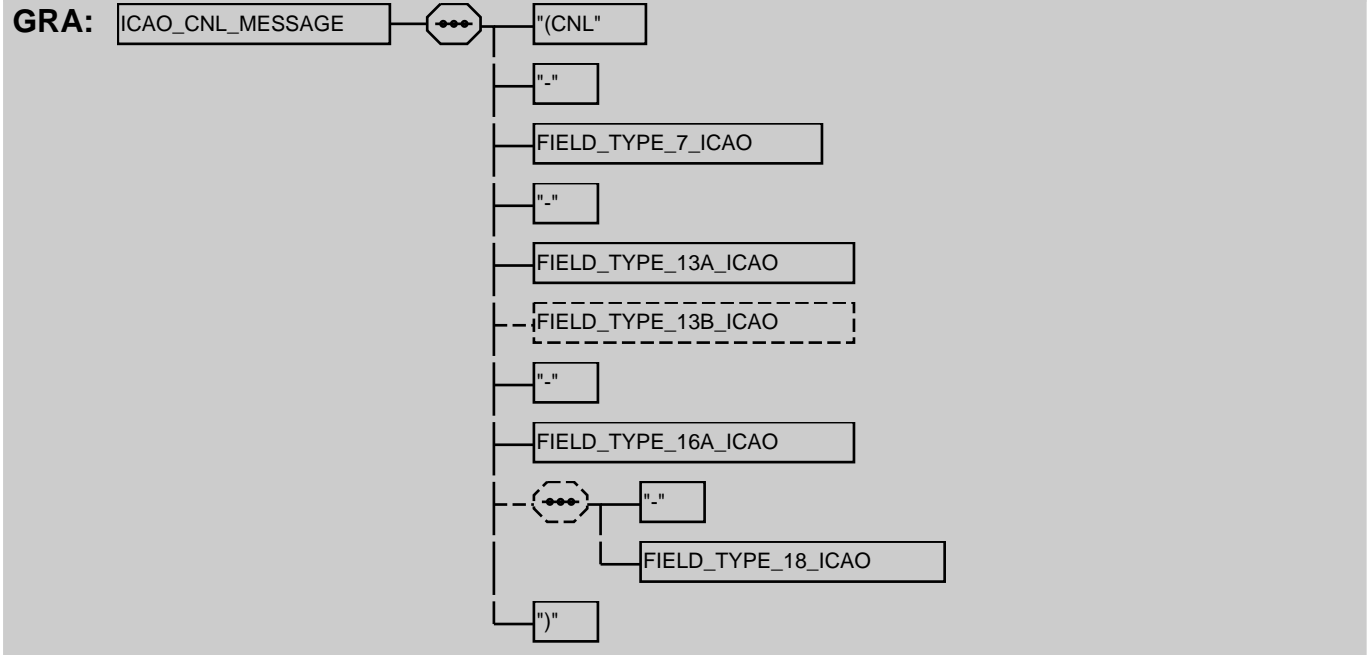 GRA: ICAO_CNL_MESSAGE "(CNL"
"-"
FIELD_TYPE_7_ICAO
"-"
FIELD_TYPE_13A_ICAO
FIELD_TYPE_13B_ICAO
"-"
FIELD_TYPE_16A_ICAO
"-"
FIELD_TYPE_18_ICAO
")"